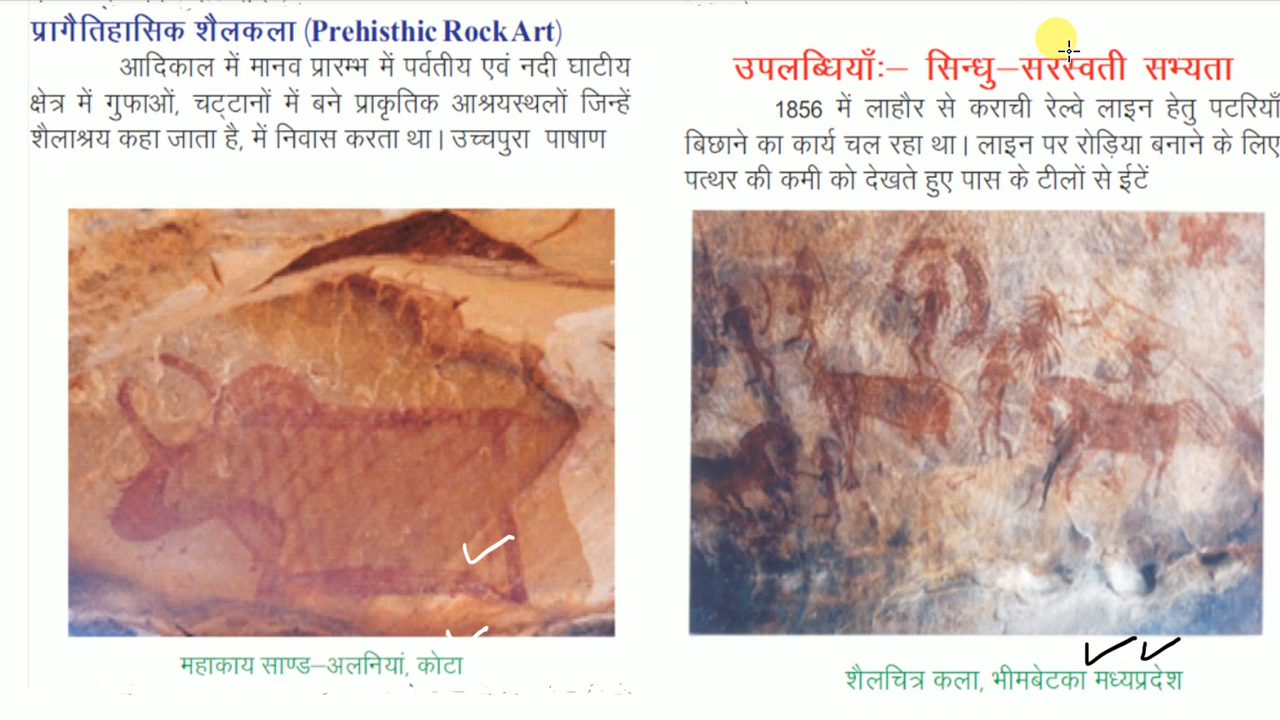 प्रागैतिहासिक शैलकला (Prehisthic Rock Art)
आदिकाल में मानव प्रारम्भ में पर्वतीय एवं नदी घाटीय
क्षेत्र में गुफाओं, चट्टानों में बने प्राकृतिक आश्रयस्थलों जिन्हें
शैलाश्रय कहा जाता है, में निवास करता था। उच्चपुरा पाषाण
महाकाय साण्ड–अलनियां, कोटा
उपलब्धियाँः– सिन्धु–सरस्वती सभ्यता
1856 में लाहौर से कराची रेल्वे लाइन हेतु पटरियाँ
बिछाने का कार्य चल रहा था। लाइन पर रोड़िया बनाने के लिए
पत्थर की कमी को देखते हुए पास के टीलों से ईटें
शैलचित्र कला, भीमबेटका मध्यप्रदेश